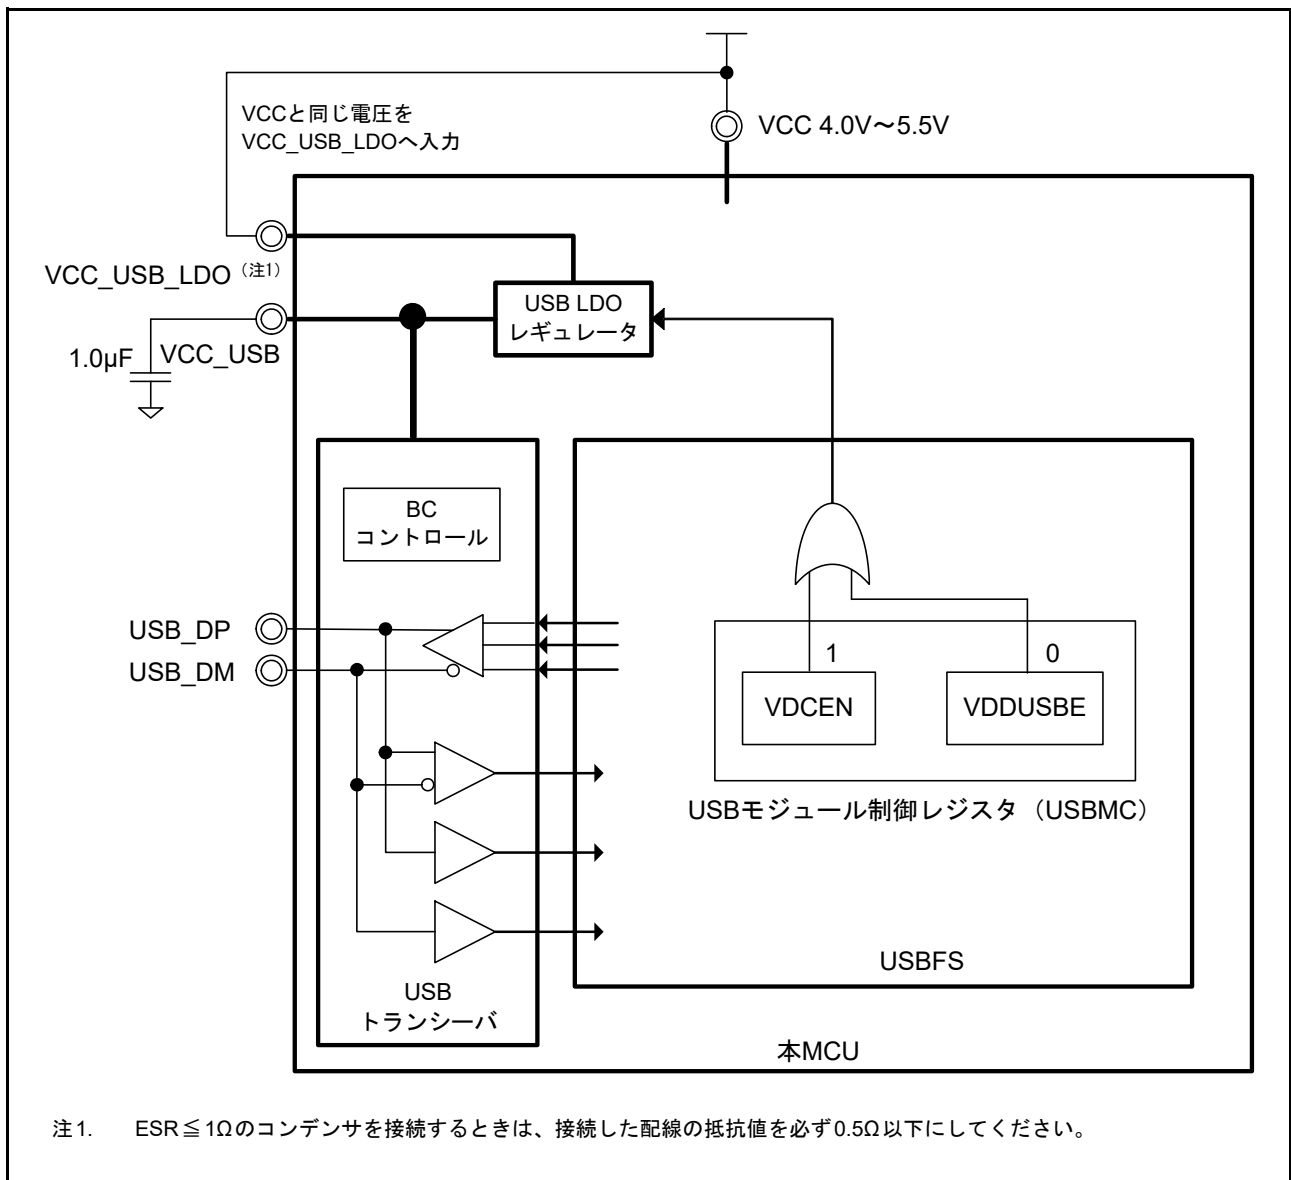 VCCと同じ電圧を
VCC_USB_LDOへ入力
VCC 4.0V～5.5V
VCC_USB_LDO（注1）
USB LDO
レギュレータ
1.0µF
VCC_USB
BC
コントロール
USB_DP
USB_DM
1
0
VDCEN
VDDUSBE
USBモジュール制御レジスタ（USBMC）
USBFS
USB
トランシーバ
本MCU
注1. ESR≦1Ωのコンデンサを接続するときは、接続した配線の抵抗値を必ず0.5Ω以下にしてください。